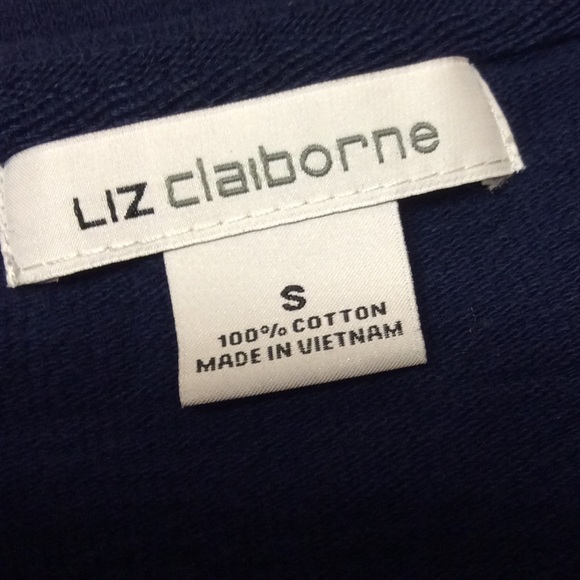 LIZ claiborne
S
100% COTTON
MADE IN VIETNAM